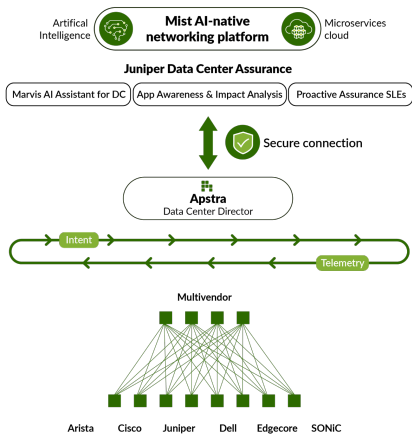 Artifical
Intelligence
Mist AI-native
networking platform
Microservices
cloud
Juniper Data Center Assurance
Marvis AI Assistant for DC
App Awareness & Impact Analysis
Proactive Assurance SLEs
Secure connection
Apstra
Data Center Director
Intent
Telemetry
Multivendor
Arista Cisco Juniper Dell Edgecore SONiC